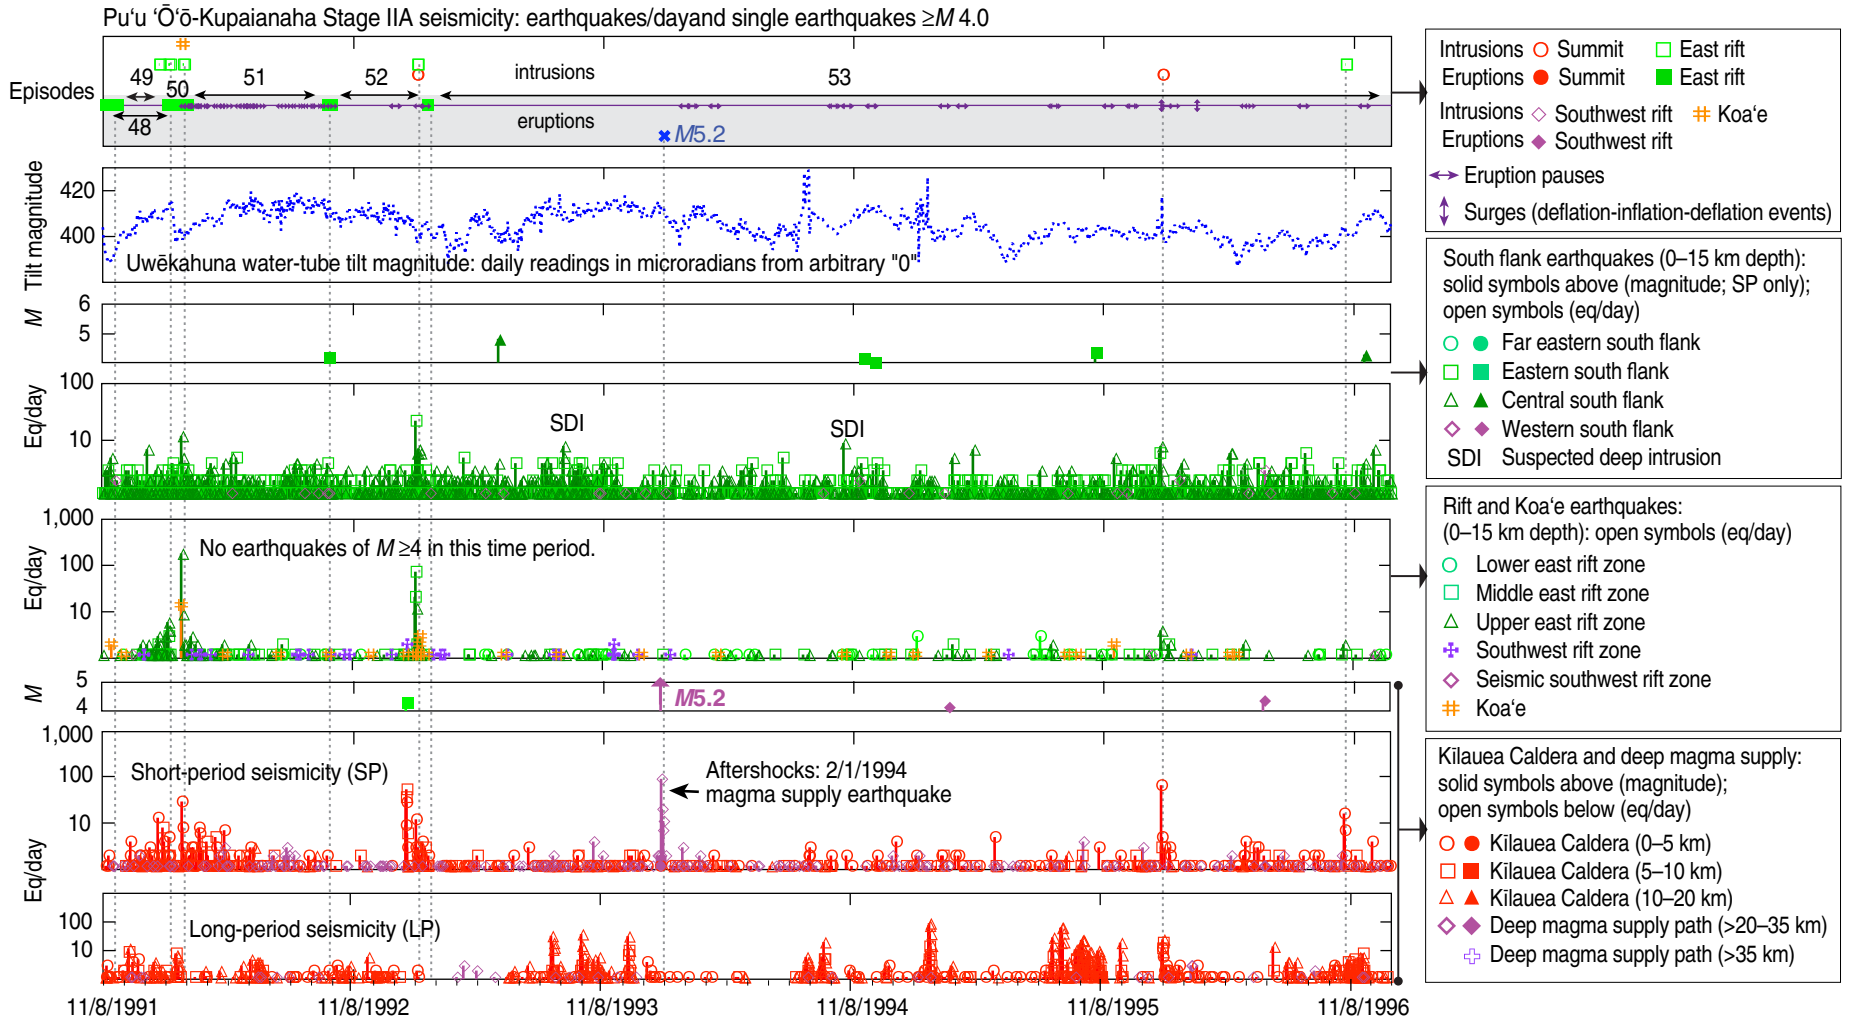 Pu‘u ‘Ō‘ō-Kupaianaha Stage IIA seismicity: earthquakes/dayand single earthquakes ≥M 4.0
Episodes
49
50
51
52
53
48
intrusions
eruptions
M5.2
Tilt magnitude
420
400
Uwēkahuna water-tube tilt magnitude: daily readings in microradians from arbitrary "0"
M
6
5
Eq/day
100
10
SDI
SDI
Eq/day
1,000
100
10
No earthquakes of M ≥4 in this time period.
M
5
4
M5.2
Eq/day
1,000
100
10
Short-period seismicity (SP)
Aftershocks: 2/1/1994
magma supply earthquake
100
10
Long-period seismicity (LP)
11/8/1991
11/8/1992
11/8/1993
11/8/1994
11/8/1995
11/8/1996
Intrusions Summit East rift
Eruptions Summit East rift
Intrusions Southwest rift Koa‘e
Eruptions Southwest rift
Eruption pauses
Surges (deflation-inflation-deflation events)
South flank earthquakes (0–15 km depth):
solid symbols above (magnitude; SP only);
open symbols (eq/day)
Far eastern south flank
Eastern south flank
Central south flank
Western south flank
SDI Suspected deep intrusion
Rift and Koa‘e earthquakes:
(0–15 km depth): open symbols (eq/day)
Lower east rift zone
Middle east rift zone
Upper east rift zone
Southwest rift zone
Seismic southwest rift zone
Koa‘e
Kīlauea Caldera and deep magma supply:
solid symbols above (magnitude);
open symbols below (eq/day)
Kīlauea Caldera (0–5 km)
Kīlauea Caldera (5–10 km)
Kīlauea Caldera (10–20 km)
Deep magma supply path (>20–35 km)
Deep magma supply path (>35 km)